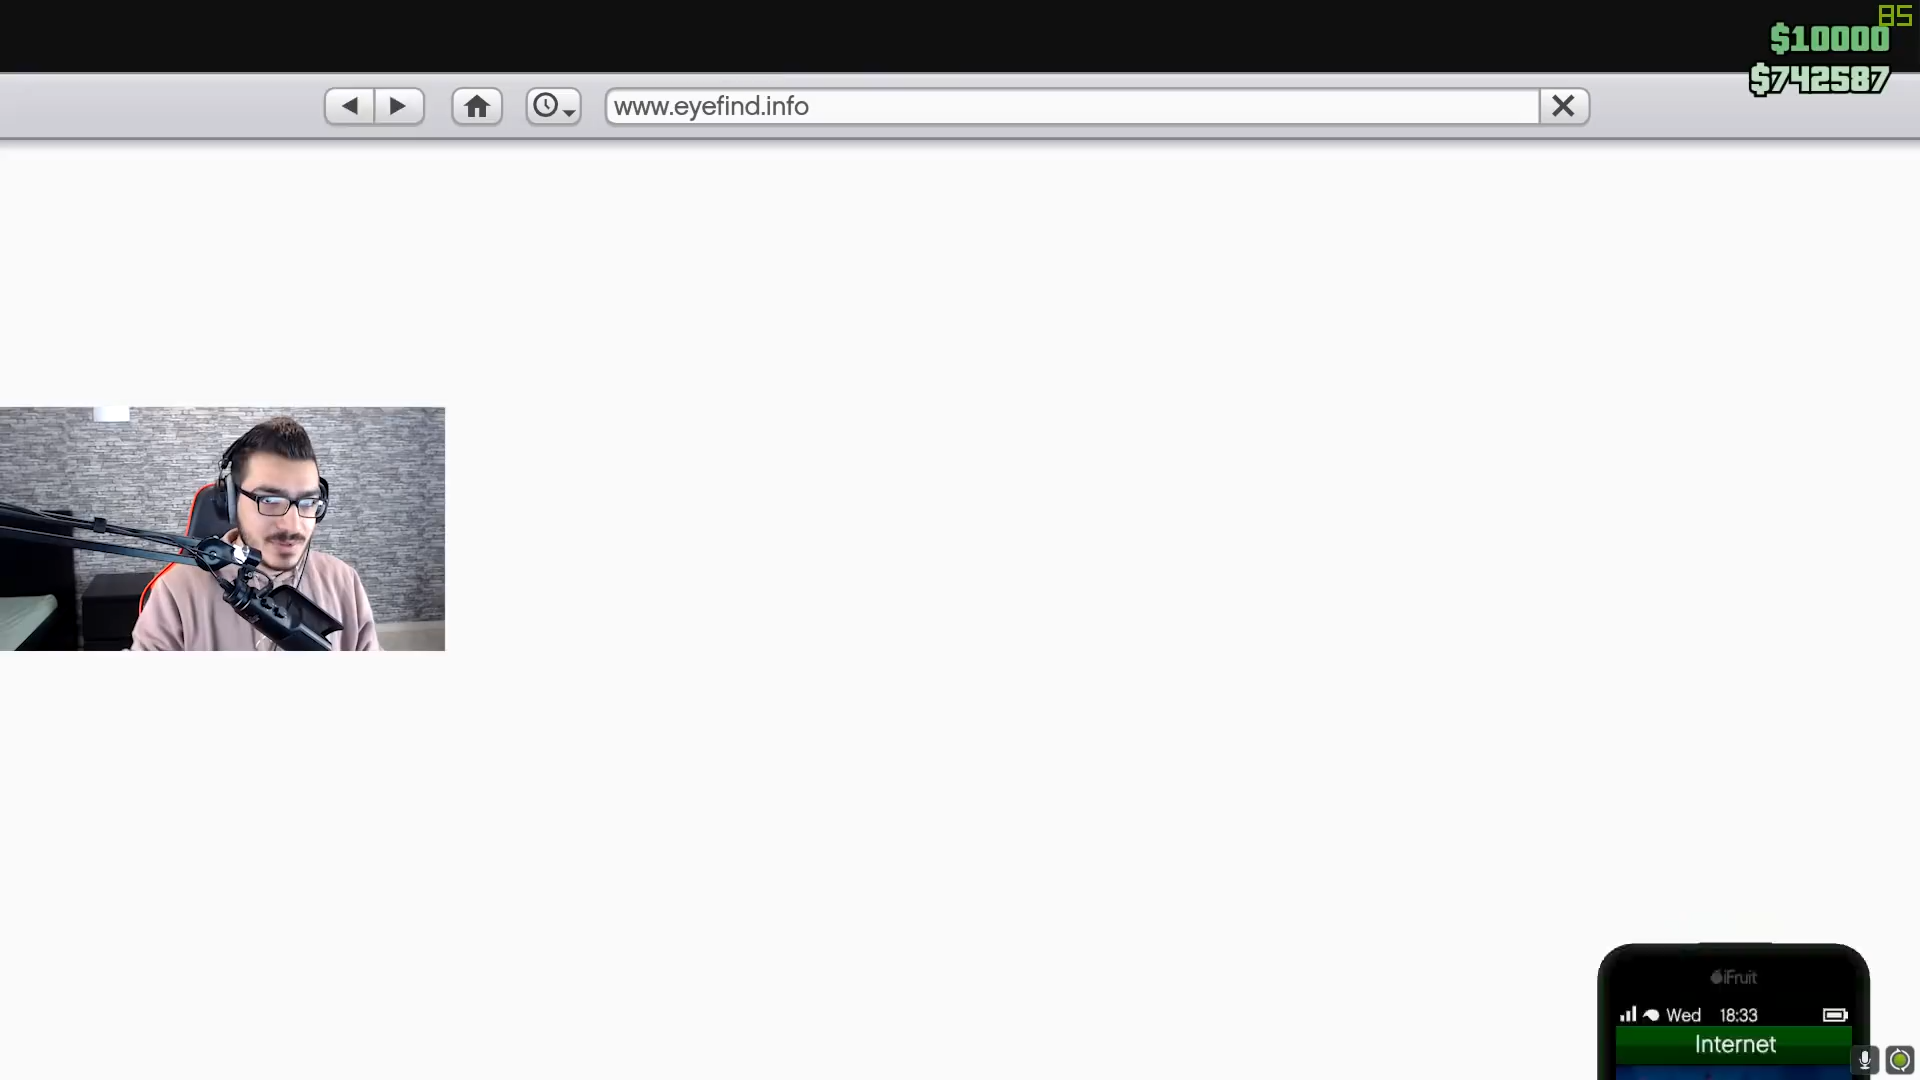 85
$10000
$742587
www.eyefind.info
iFruit
Wed 18:33
Internet